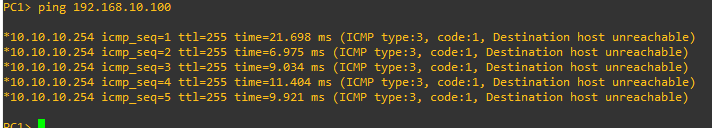 PC1> ping 192.168.10.100
*10.10.10.254 icmp_seq=1 ttl=255 time=21.698 ms (ICMP type:3, code:1, Destination host unreachable)
*10.10.10.254 icmp_seq=2 ttl=255 time=6.975 ms (ICMP type:3, code:1, Destination host unreachable)
*10.10.10.254 icmp_seq=3 ttl=255 time=9.034 ms (ICMP type:3, code:1, Destination host unreachable)
*10.10.10.254 icmp_seq=4 ttl=255 time=11.404 ms (ICMP type:3, code:1, Destination host unreachable)
*10.10.10.254 icmp_seq=5 ttl=255 time=9.921 ms (ICMP type:3, code:1, Destination host unreachable)
PC1>